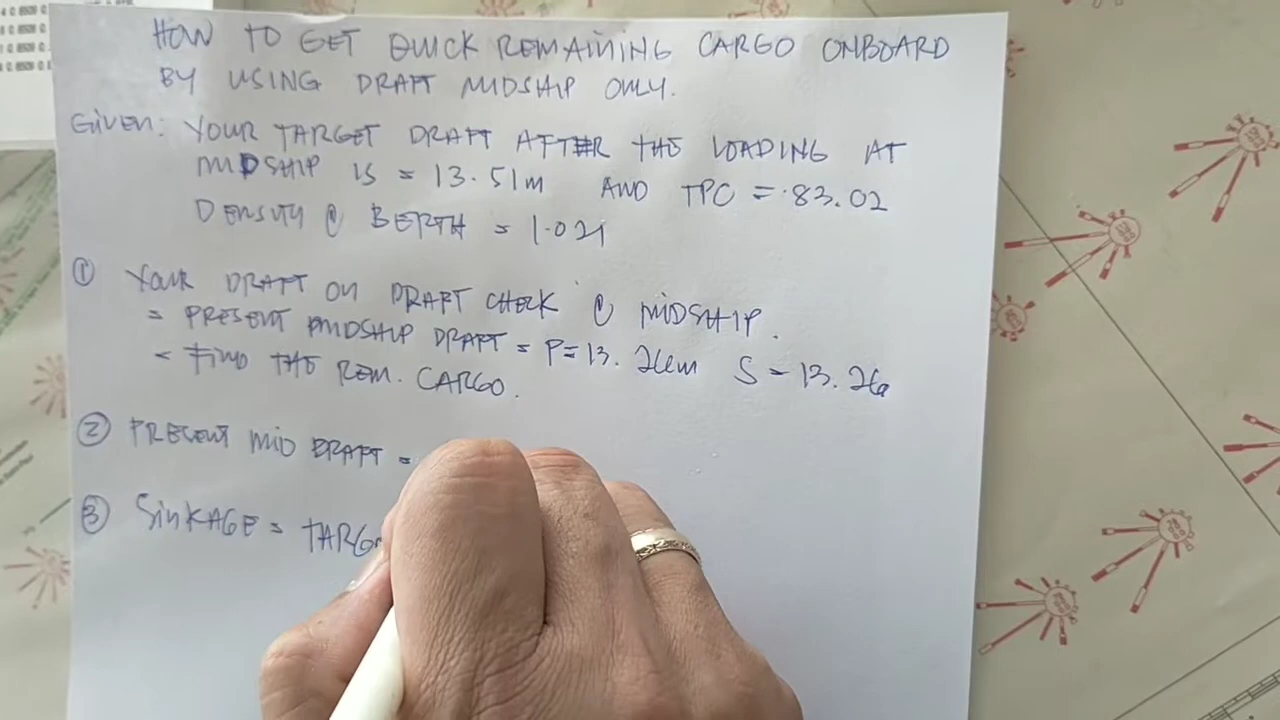 HOW TO GET QUICK REMAINING CARGO ONBOARD
BY USING DRAFT MIDSHIP ONLY.
GIVEN: YOUR TARGET DRAFT AFTER THE LOADING AT
MIDSHIP IS = 13.51m AND TPC = 83.02
DENSITY @ BERTH = 1.021
① YOUR DRAFT ON DRAFT CHECK @ MIDSHIP.
= PRESENT MIDSHIP DRAFT = P=13.26m S = 13.26
= FIND THE REM. CARGO.
② PRESENT MID DRAFT =
③ SINKAGE = TARG